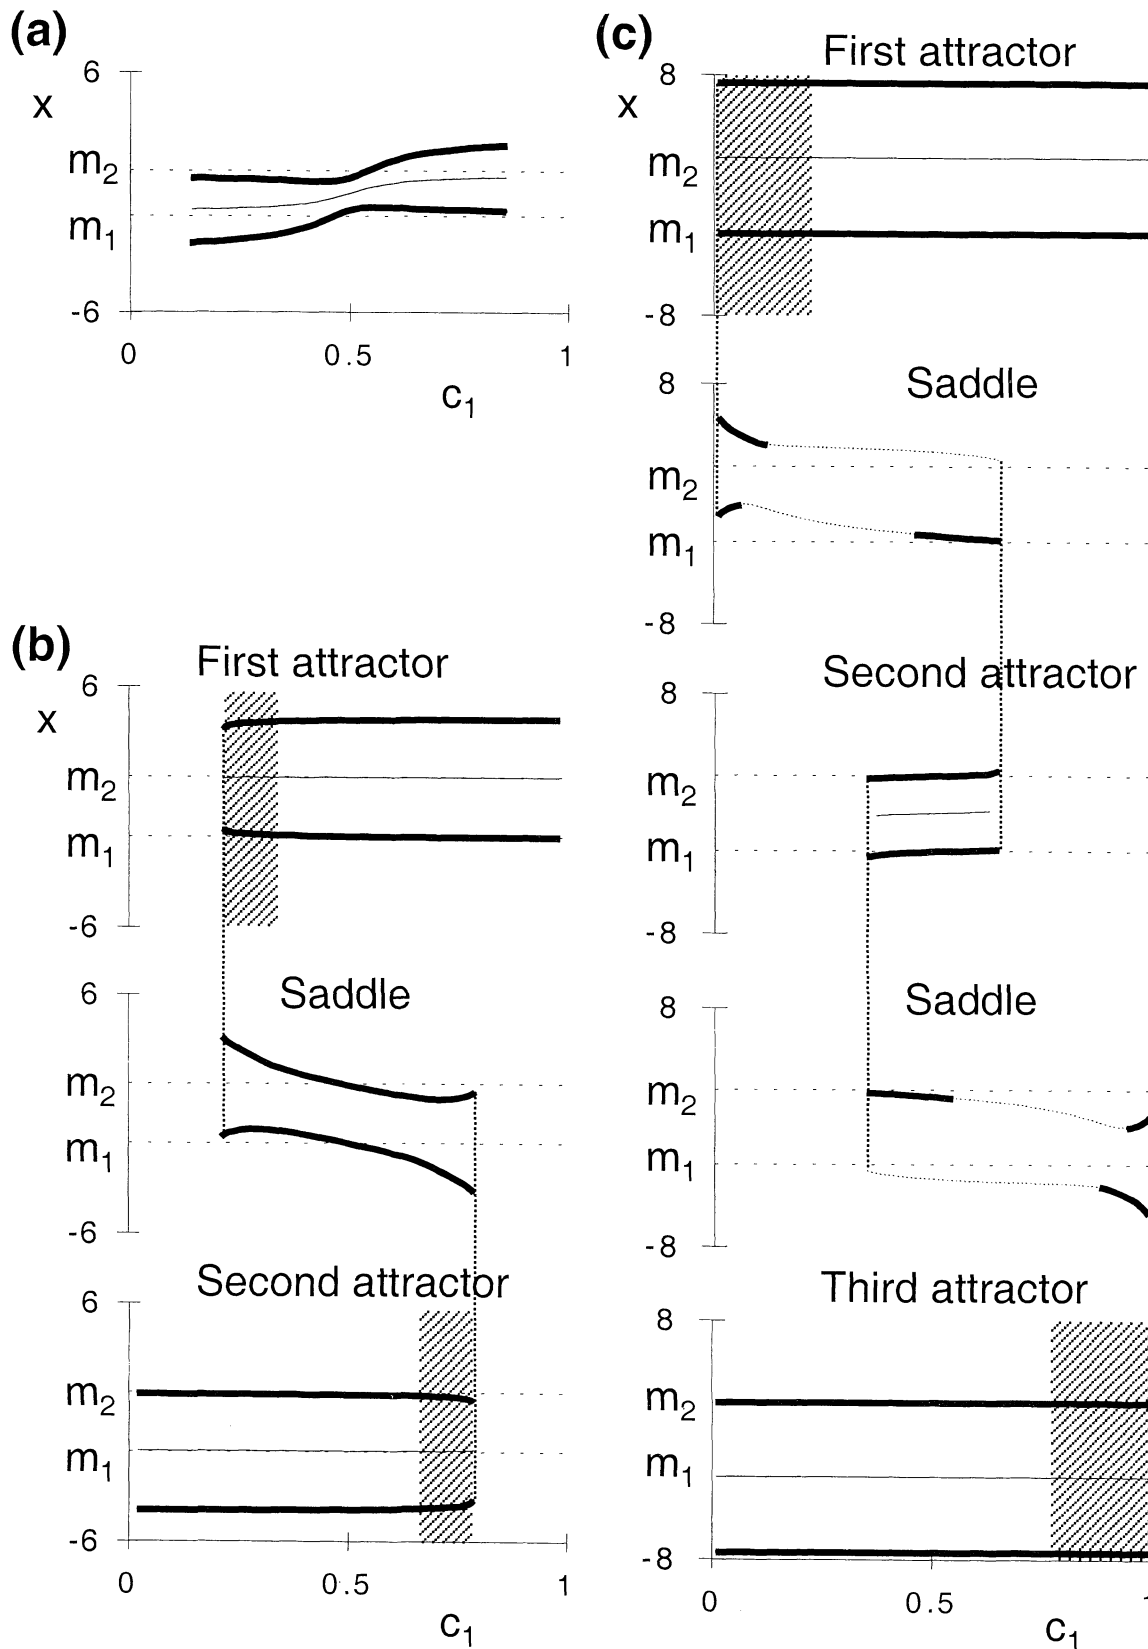 (a)
6
x
m2
m1
-6
0 0.5 1
c1
(b)
First attractor
6
x
m2
m1
-6
Saddle
6
m2
m1
-6
Second attractor
6
m2
m1
-6
0 0.5 1
c1
(c)
First attractor
8
x
m2
m1
-8
Saddle
8
m2
m1
-8
Second attractor
8
m2
m1
-8
Saddle
8
m2
m1
-8
Third attractor
8
m2
m1
-8
0 0.5
c1